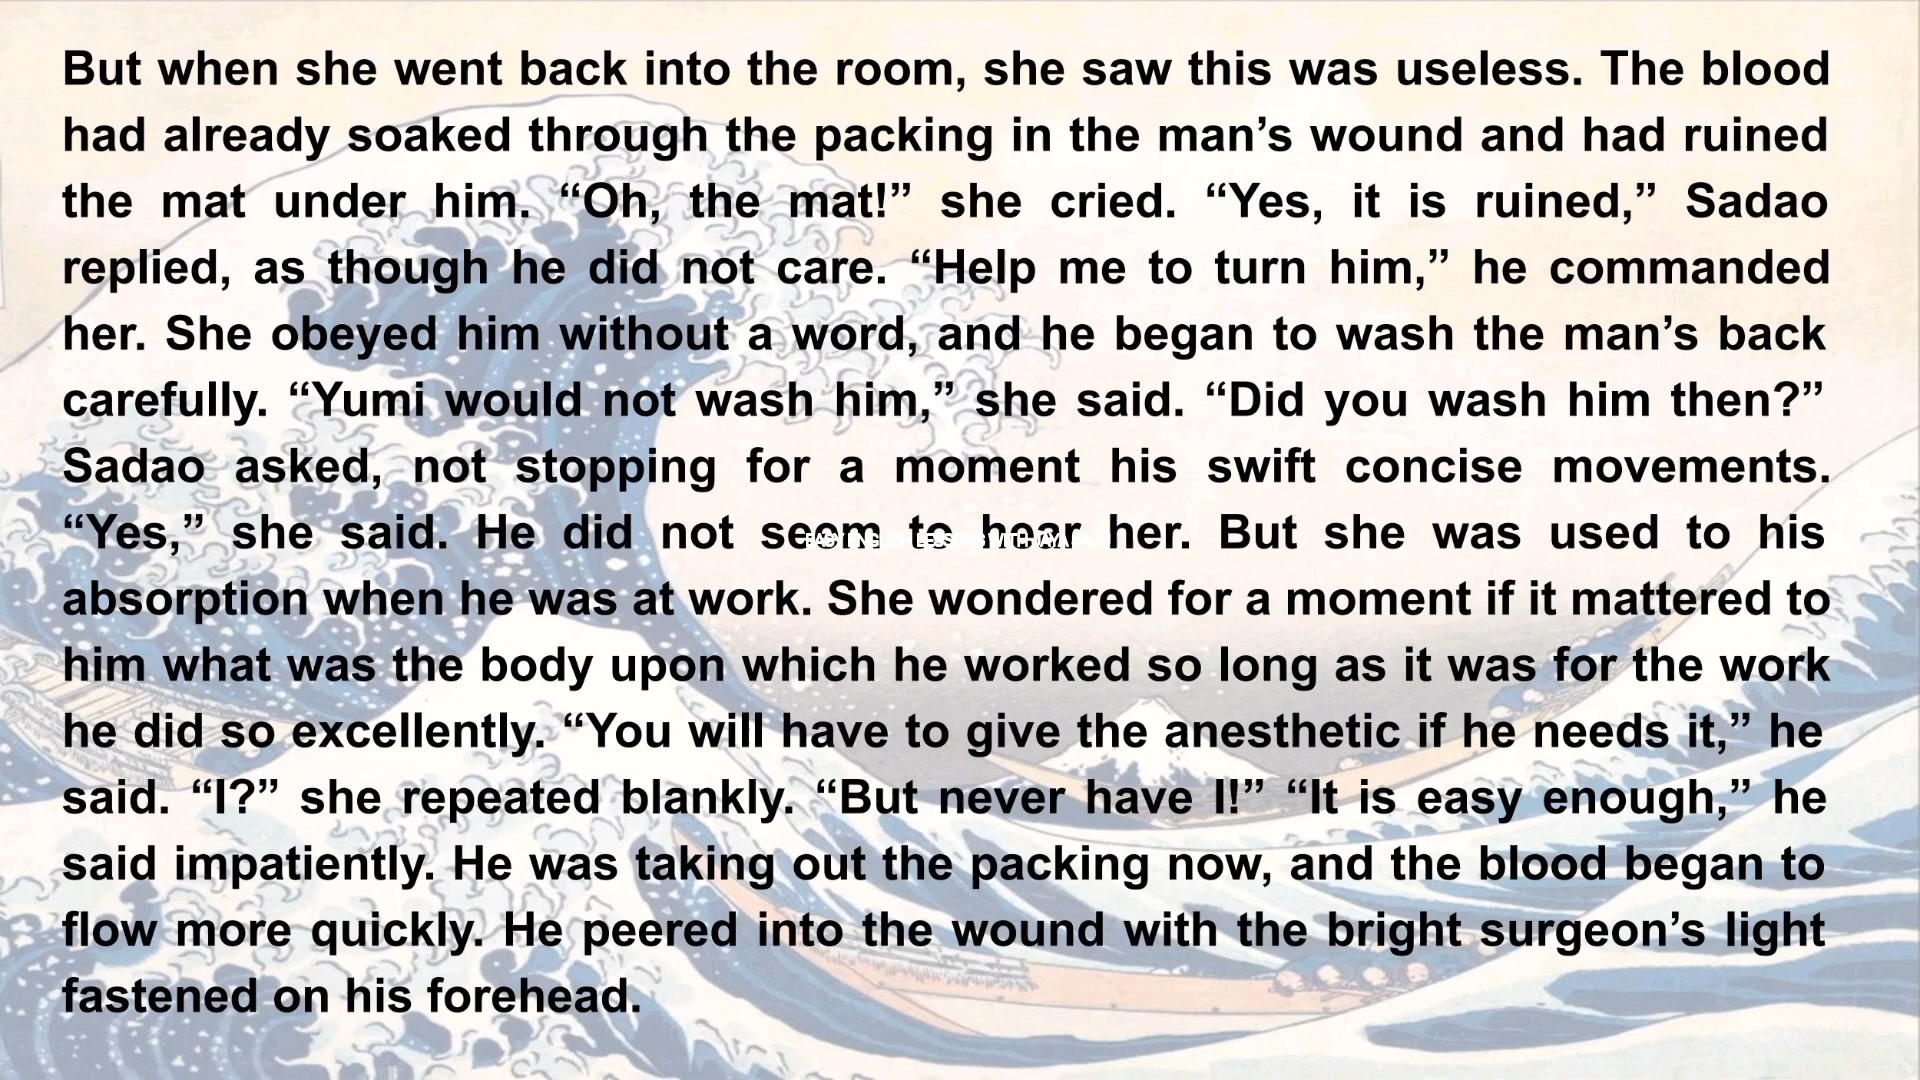 But when she went back into the room, she saw this was useless. The blood
had already soaked through the packing in the man’s wound and had ruined
the mat under him. “Oh, the mat!” she cried. “Yes, it is ruined,” Sadao
replied, as though he did not care. “Help me to turn him,” he commanded
her. She obeyed him without a word, and he began to wash the man’s back
carefully. “Yumi would not wash him,” she said. “Did you wash him then?”
Sadao asked, not stopping for a moment his swift concise movements.
“Yes,” she said. He did not seem to hear her. But she was used to his
absorption when he was at work. She wondered for a moment if it mattered to
him what was the body upon which he worked so long as it was for the work
he did so excellently. “You will have to give the anesthetic if he needs it,” he
said. “I?” she repeated blankly. “But never have I!” “It is easy enough,” he
said impatiently. He was taking out the packing now, and the blood began to
flow more quickly. He peered into the wound with the bright surgeon’s light
fastened on his forehead.
EASY ENGLISH LESSONS WITH